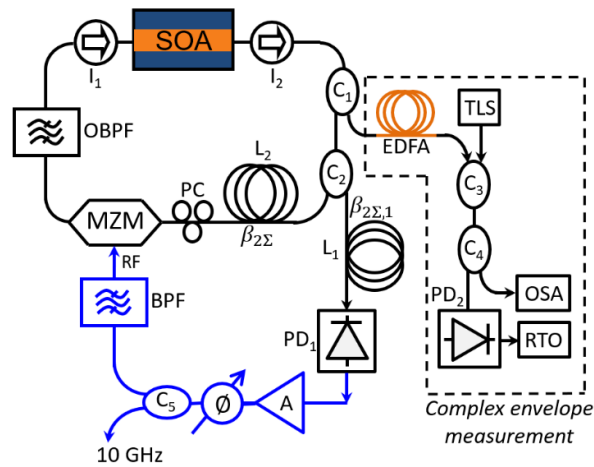 SOA
I₁
I₂
C₁
TLS
OBPF
EDFA
L₂
C₂
C₃
PC
MZM
β₂Σ
β₂Σ,₁
L₁
C₄
RF
OSA
BPF
PD₂
PD₁
RTO
C₅
Ø
A
Complex envelope
measurement
10 GHz